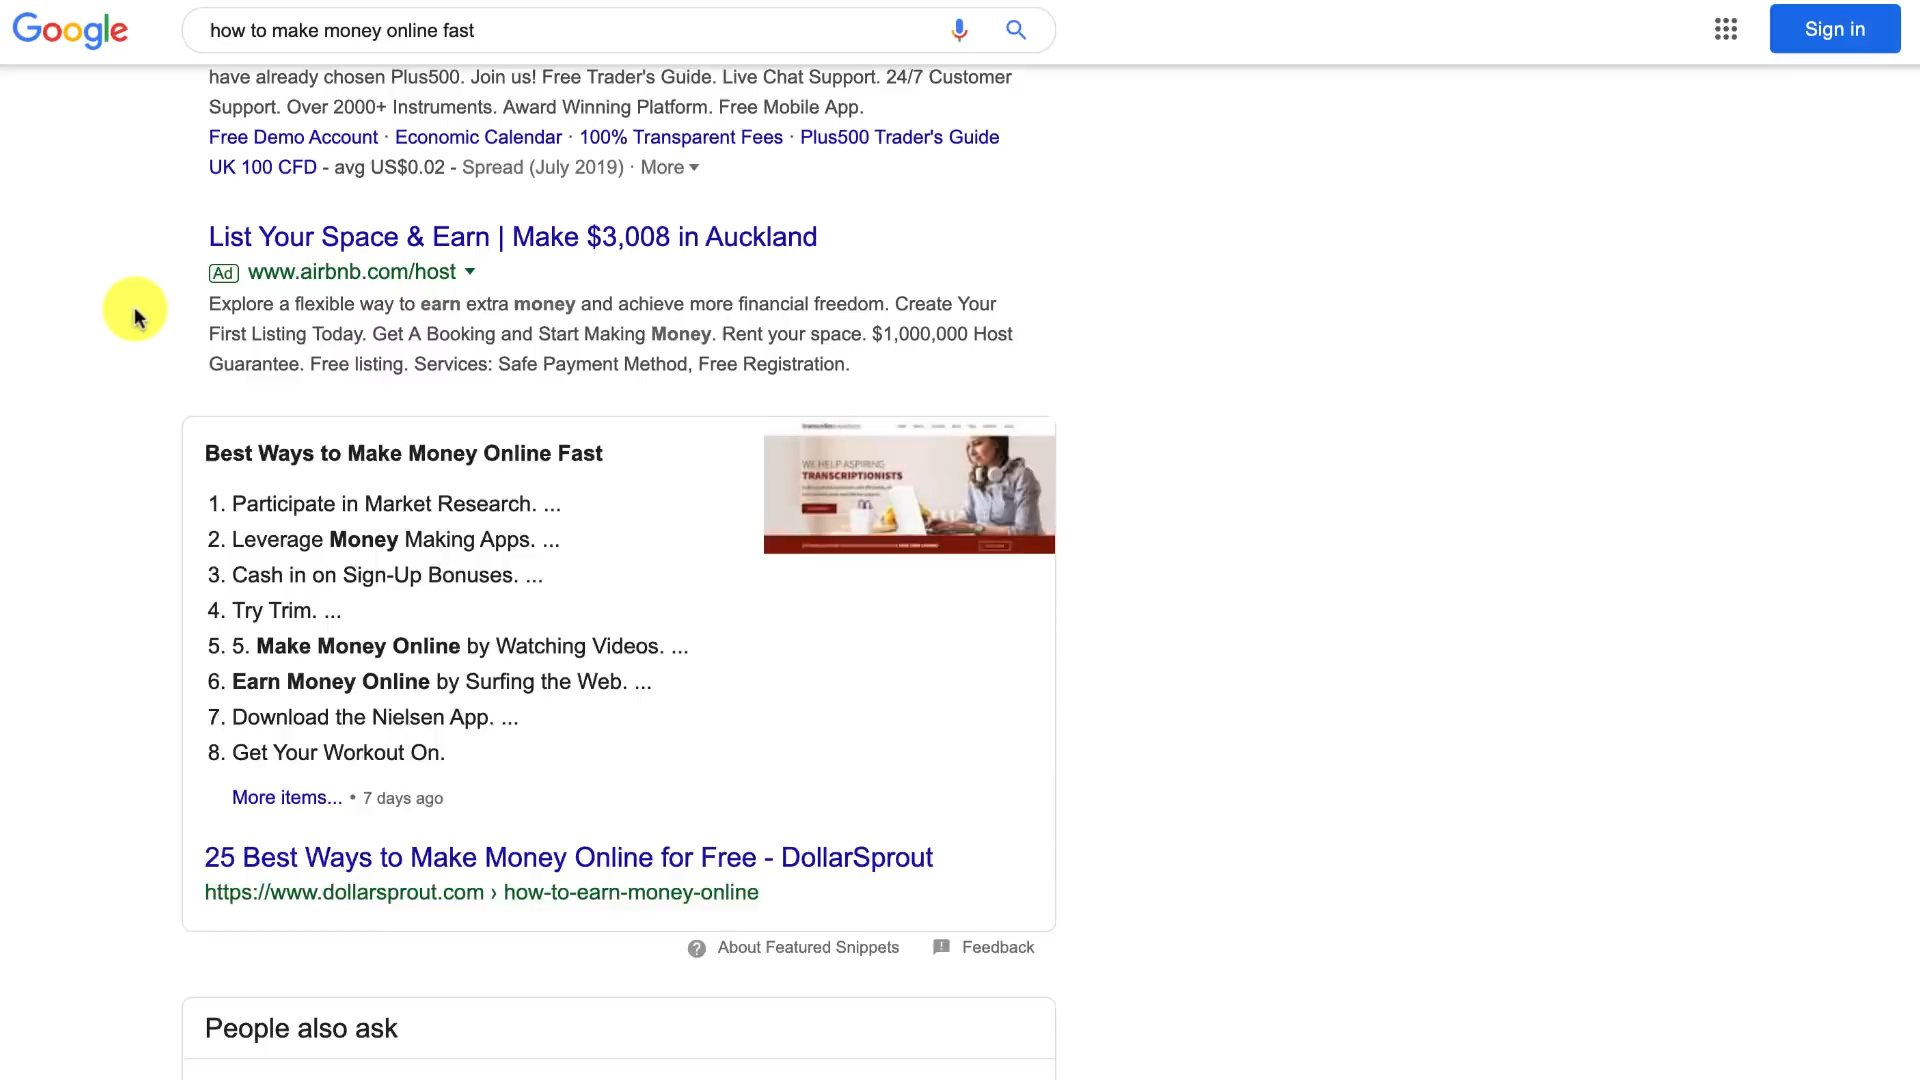 Google
how to make money online fast
Sign in
have already chosen Plus500. Join us! Free Trader's Guide. Live Chat Support. 24/7 Customer
Support. Over 2000+ Instruments. Award Winning Platform. Free Mobile App.
Free Demo Account · Economic Calendar · 100% Transparent Fees · Plus500 Trader's Guide
UK 100 CFD - avg US$0.02 - Spread (July 2019) · More
List Your Space & Earn | Make $3,008 in Auckland
Ad www.airbnb.com/host
Explore a flexible way to earn extra money and achieve more financial freedom. Create Your
First Listing Today. Get A Booking and Start Making Money. Rent your space. $1,000,000 Host
Guarantee. Free listing. Services: Safe Payment Method, Free Registration.
Best Ways to Make Money Online Fast
WE HELP ASPIRING
TRANSCRIPTIONISTS
1. Participate in Market Research. ...
2. Leverage Money Making Apps. ...
3. Cash in on Sign-Up Bonuses. ...
4. Try Trim. ...
5. 5. Make Money Online by Watching Videos. ...
6. Earn Money Online by Surfing the Web. ...
7. Download the Nielsen App. ...
8. Get Your Workout On.
More items... • 7 days ago
25 Best Ways to Make Money Online for Free - DollarSprout
https://www.dollarsprout.com › how-to-earn-money-online
About Featured Snippets
Feedback
People also ask